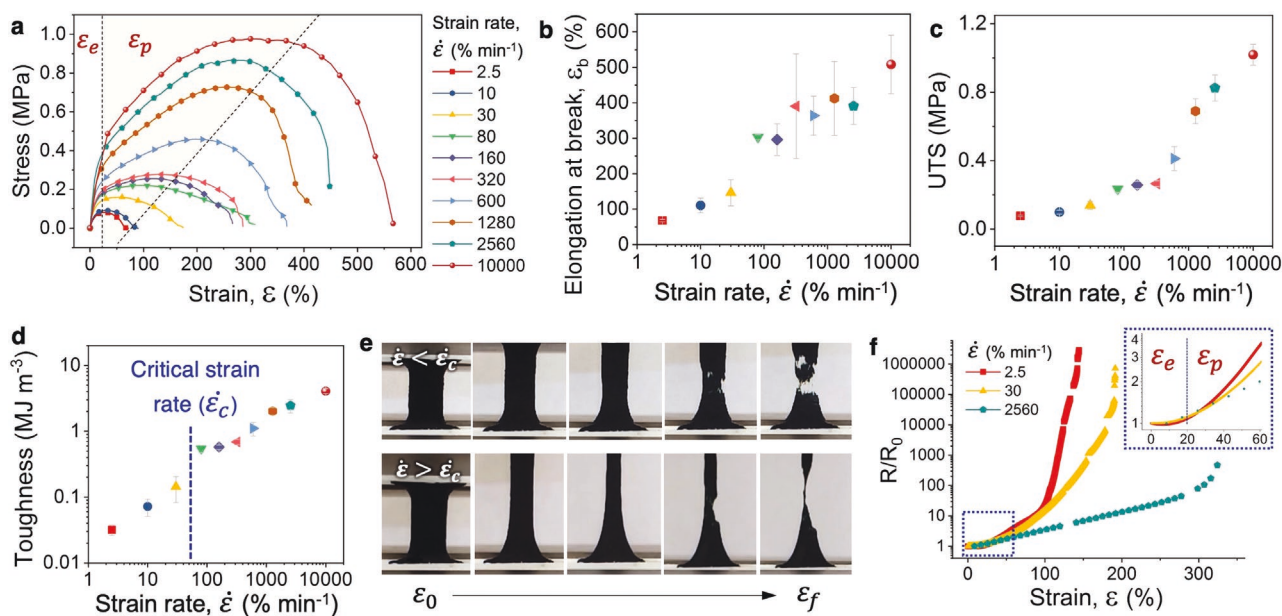 a
εe
εp
Stress (MPa)
1.0
0.8
0.6
0.4
0.2
0.0
0 100 200 300 400 500 600
Strain, ε (%)
Strain rate,
ε̇ (% min-1)
2.5
10
30
80
160
320
600
1280
2560
10000
b
Elongation at break, εb (%)
600
500
400
300
200
100
0
1 10 100 1000 10000
Strain rate, ε̇ (% min-1)
c
UTS (MPa)
1.2
0.8
0.4
0.0
1 10 100 1000 10000
Strain rate, ε̇ (% min-1)
d
Toughness (MJ m-3)
10
1
0.1
0.01
Critical strain
rate (ε̇c)
1 10 100 1000 10000
Strain rate, ε̇ (% min-1)
e
ε̇ < ε̇c
ε̇ > ε̇c
ε0
εf
f
R/R0
1000000
100000
10000
1000
100
10
1
ε̇ (% min-1)
2.5
30
2560
4
3
2
1
εe
εp
0 20 40 60
0 100 200 300
Strain, ε (%)